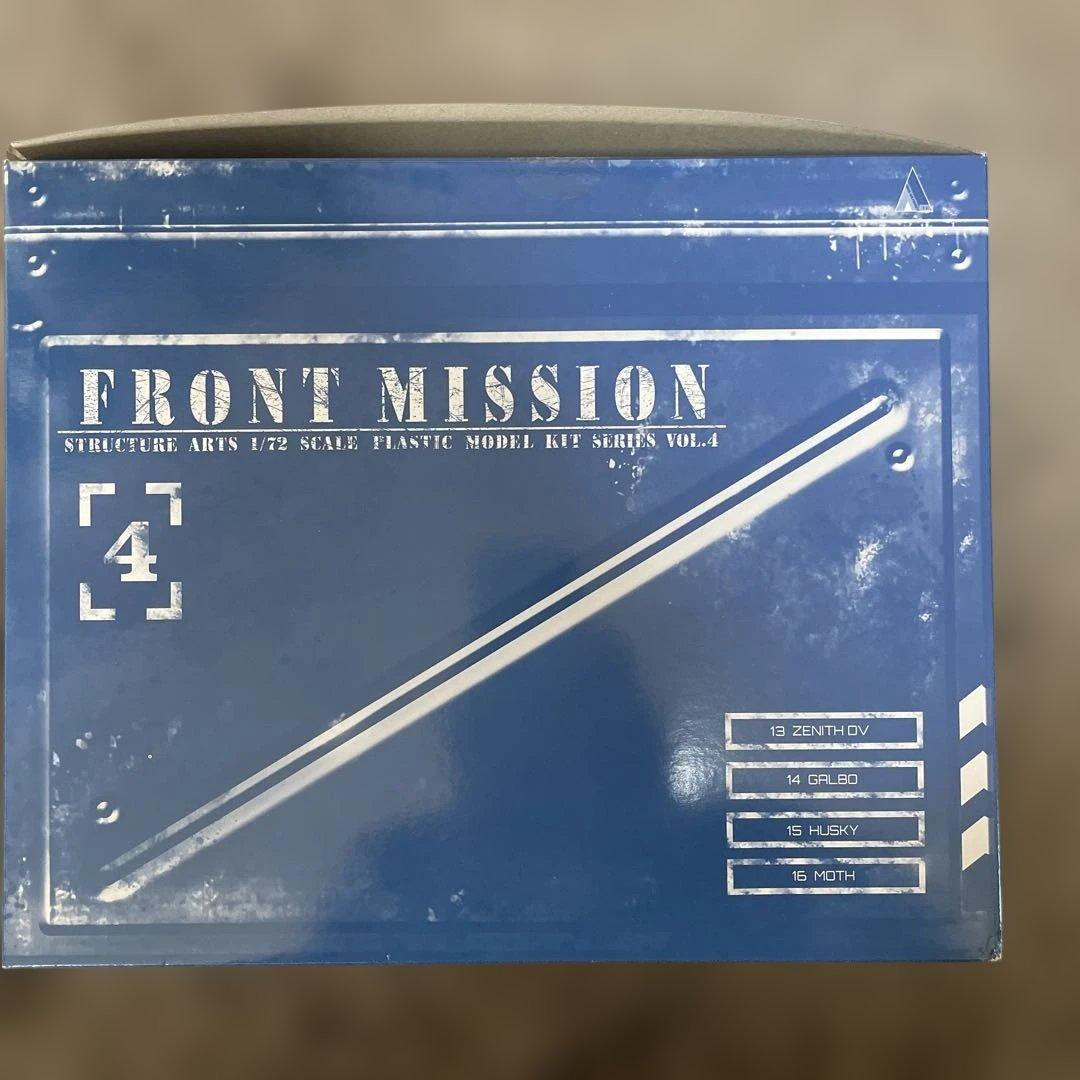 FRONT MISSION
STRUCTURE ARTS 1/72 SCALE PLASTIC MODEL KIT SERIES VOL.4
4
13 ZENITH DV
14 GALBO
15 HUSKY
16 MOTH